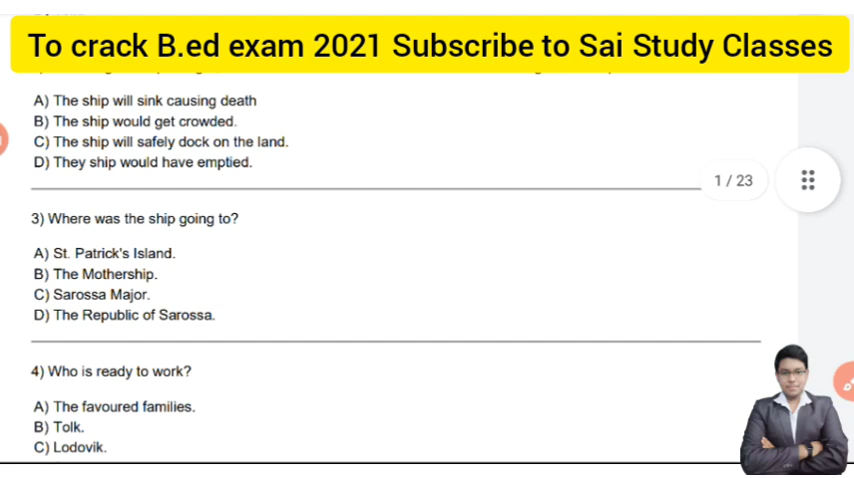 To crack B.ed exam 2021 Subscribe to Sai Study Classes
A) The ship will sink causing death
B) The ship would get crowded.
C) The ship will safely dock on the land.
D) They ship would have emptied.
1 / 23
3) Where was the ship going to?
A) St. Patrick's Island.
B) The Mothership.
C) Sarossa Major.
D) The Republic of Sarossa.
4) Who is ready to work?
A) The favoured families.
B) Tolk.
C) Lodovik.